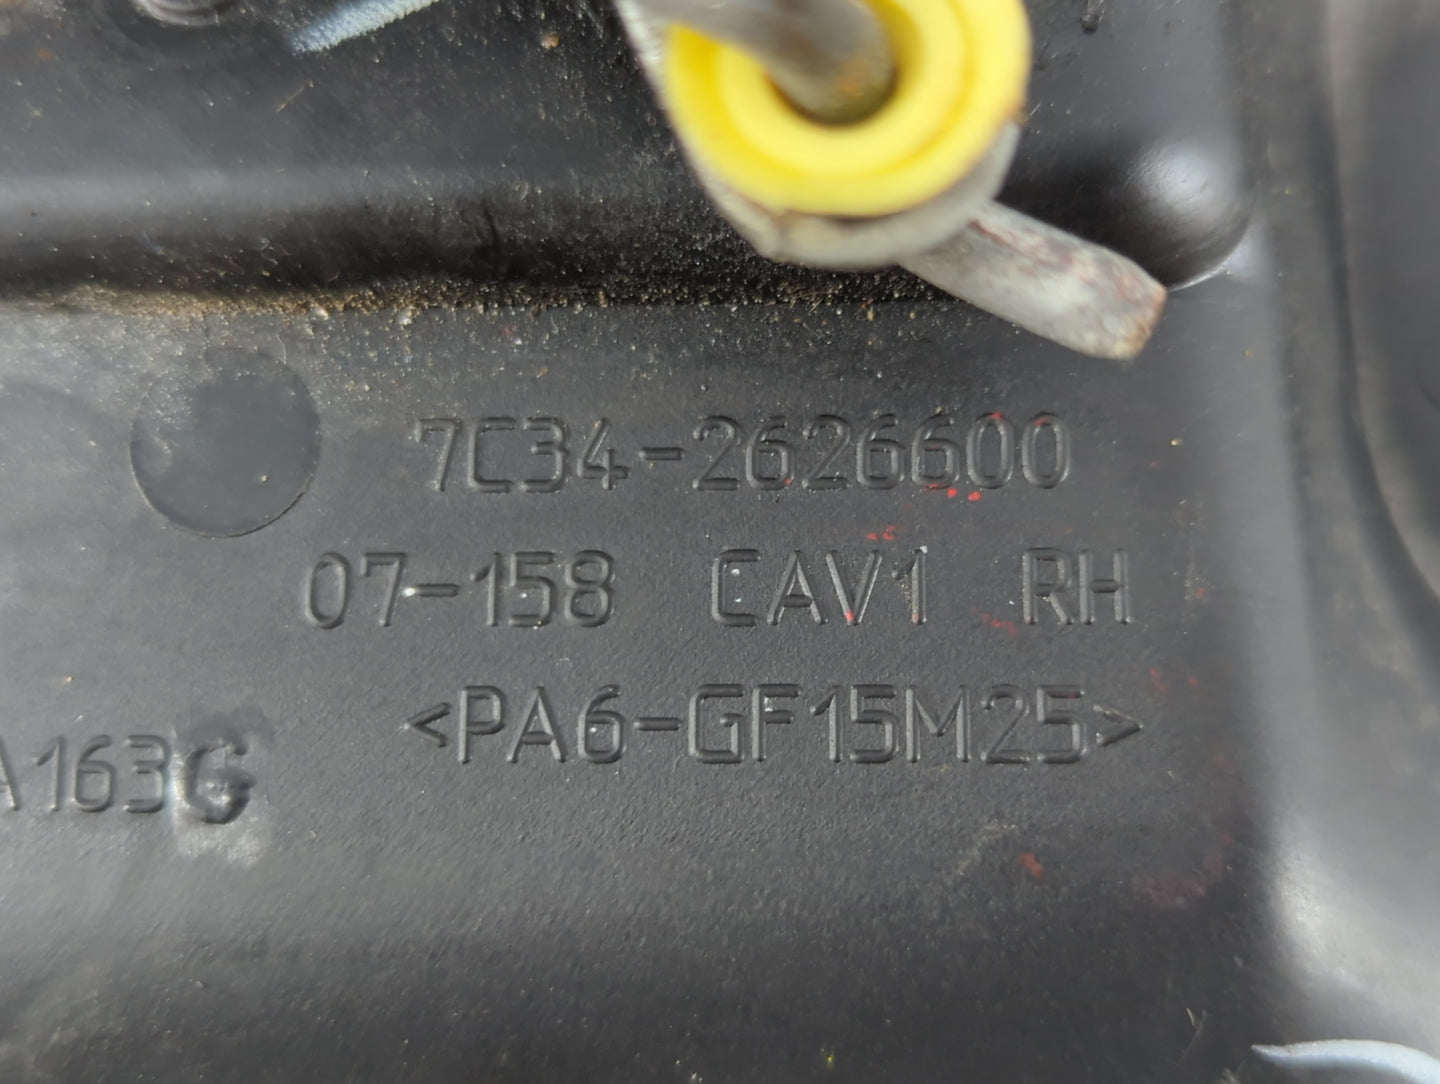 7C34-2626600
07-158 CAV1 RH
<PA6-GF15M25>
A163G